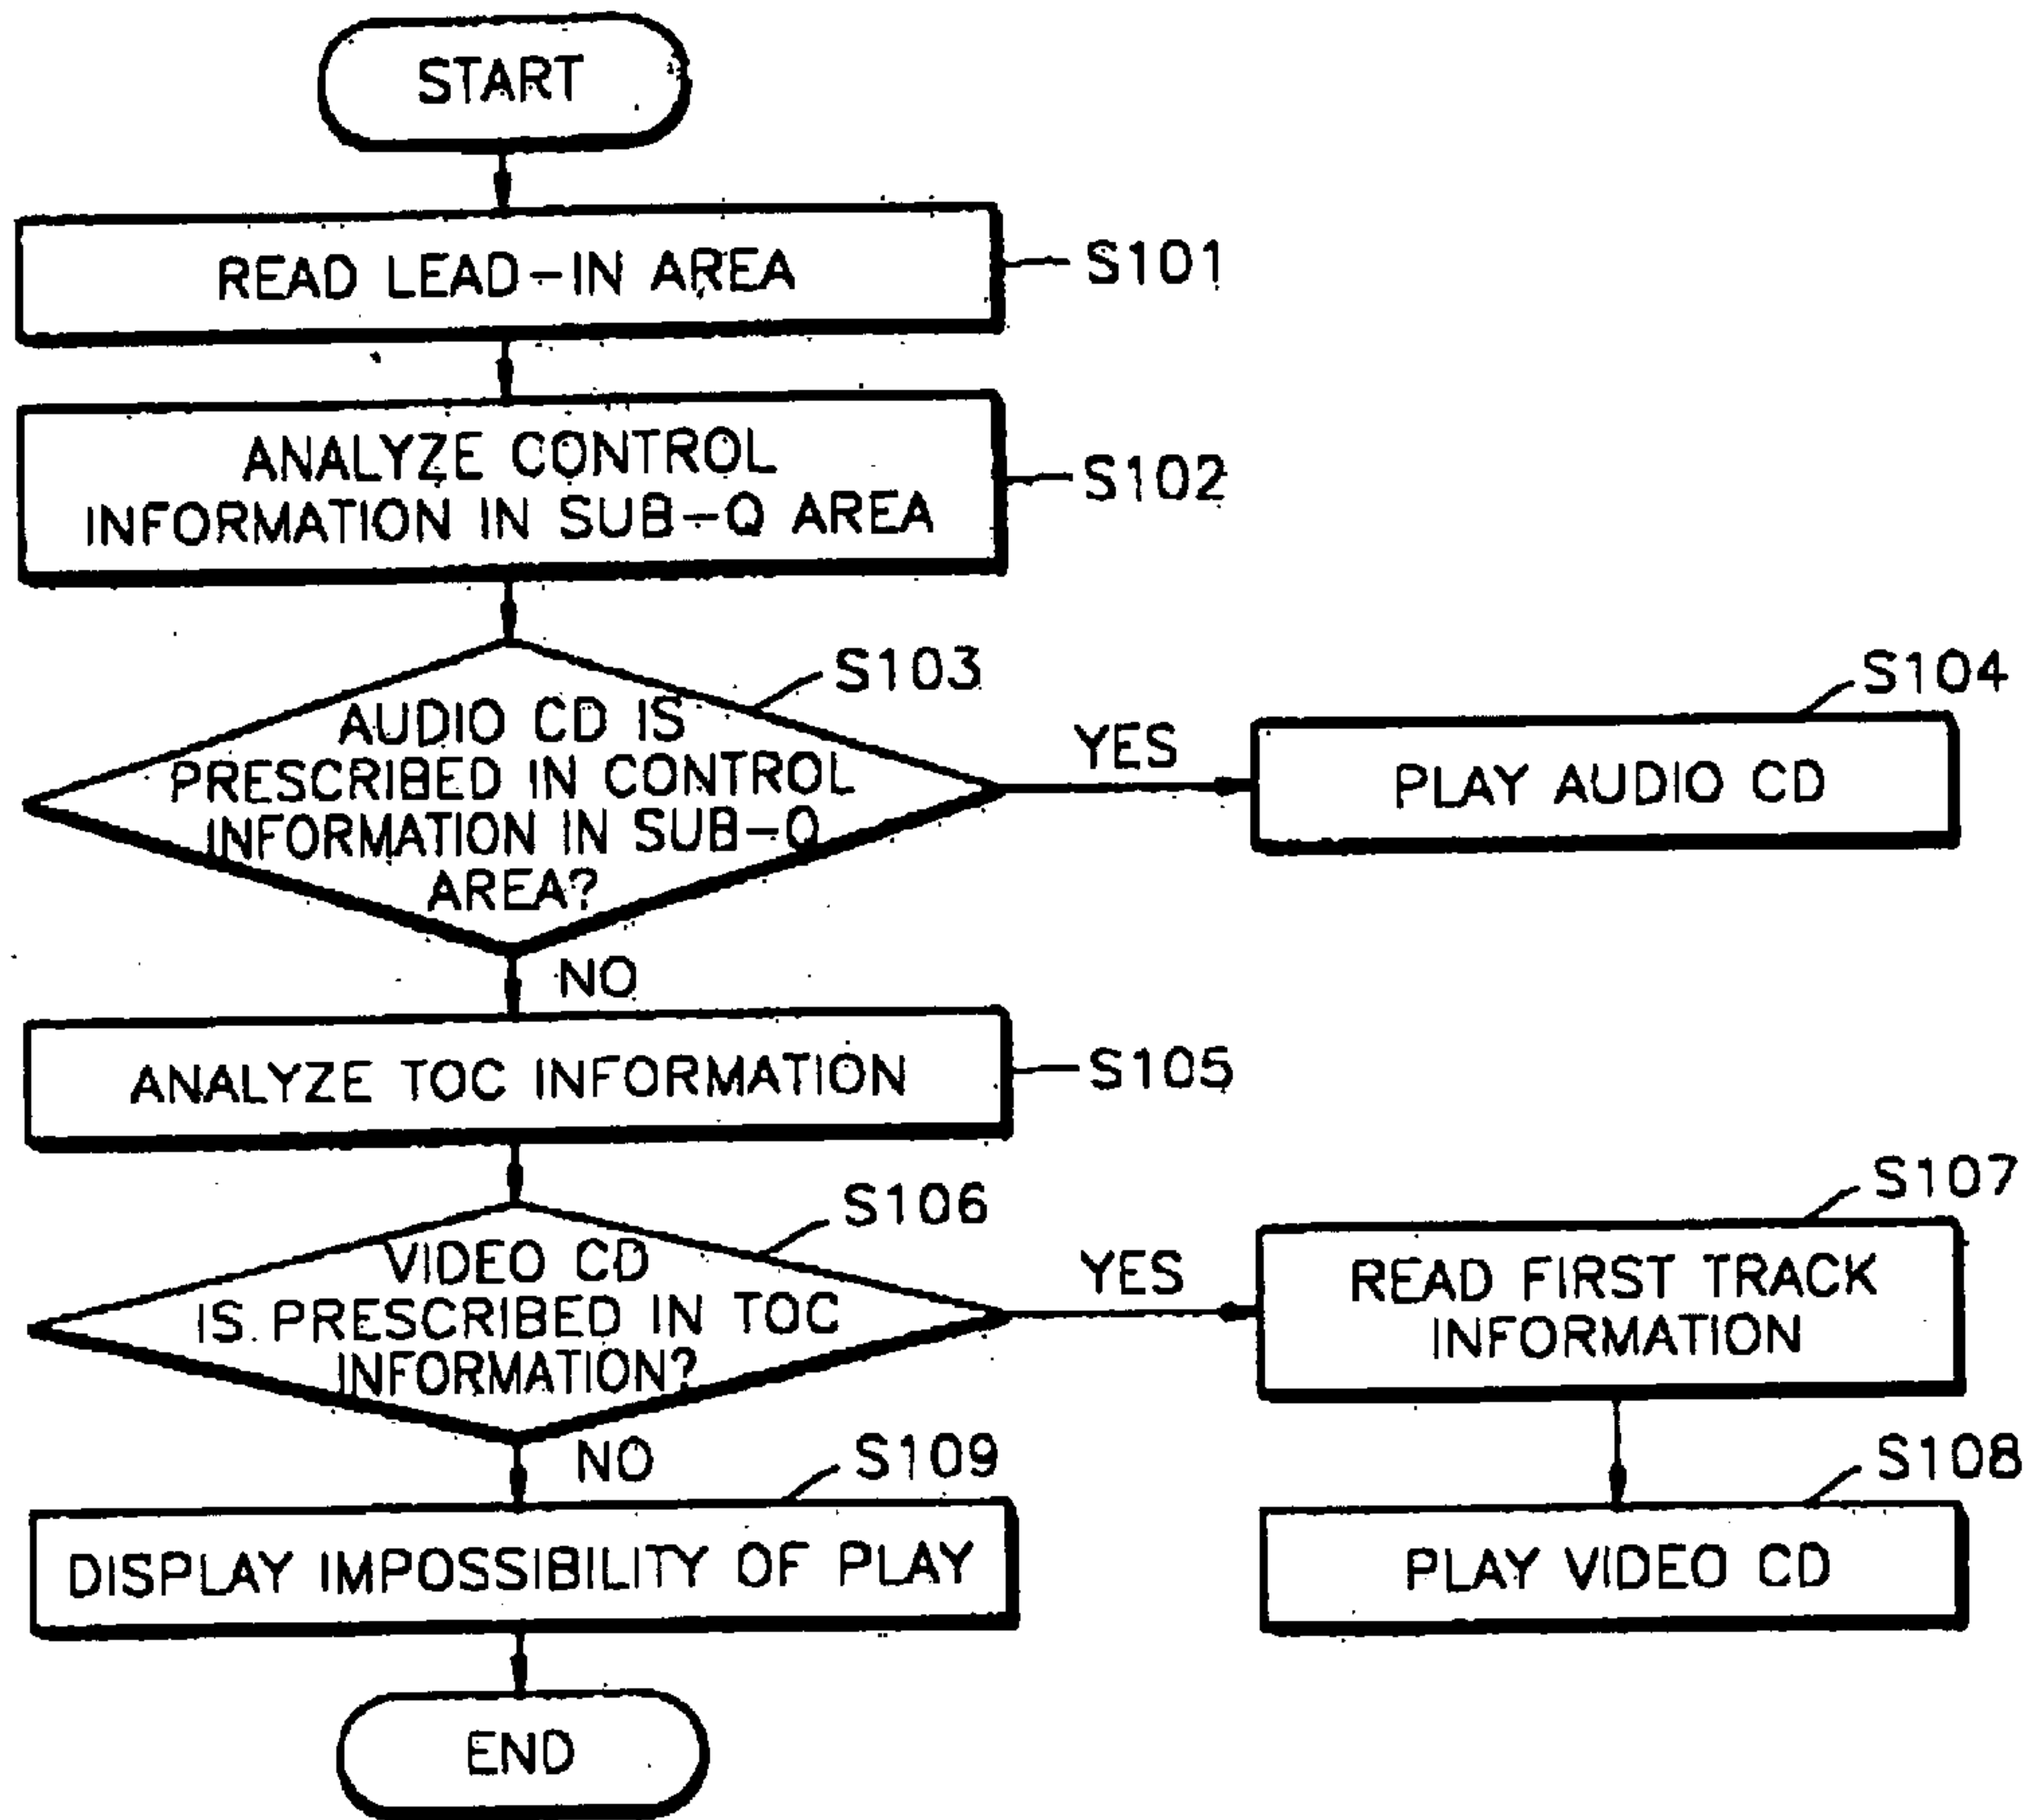 START
READ LEAD-IN AREA
S101
ANALYZE CONTROL
INFORMATION IN SUB-Q AREA
S102
S103
AUDIO CD IS
PRESCRIBED IN CONTROL
INFORMATION IN SUB-Q
AREA?
YES
S104
PLAY AUDIO CD
NO
ANALYZE TOC INFORMATION
S105
S106
VIDEO CD
IS PRESCRIBED IN TOC
INFORMATION?
YES
S107
READ FIRST TRACK
INFORMATION
NO
S109
DISPLAY IMPOSSIBILITY OF PLAY
S108
PLAY VIDEO CD
END